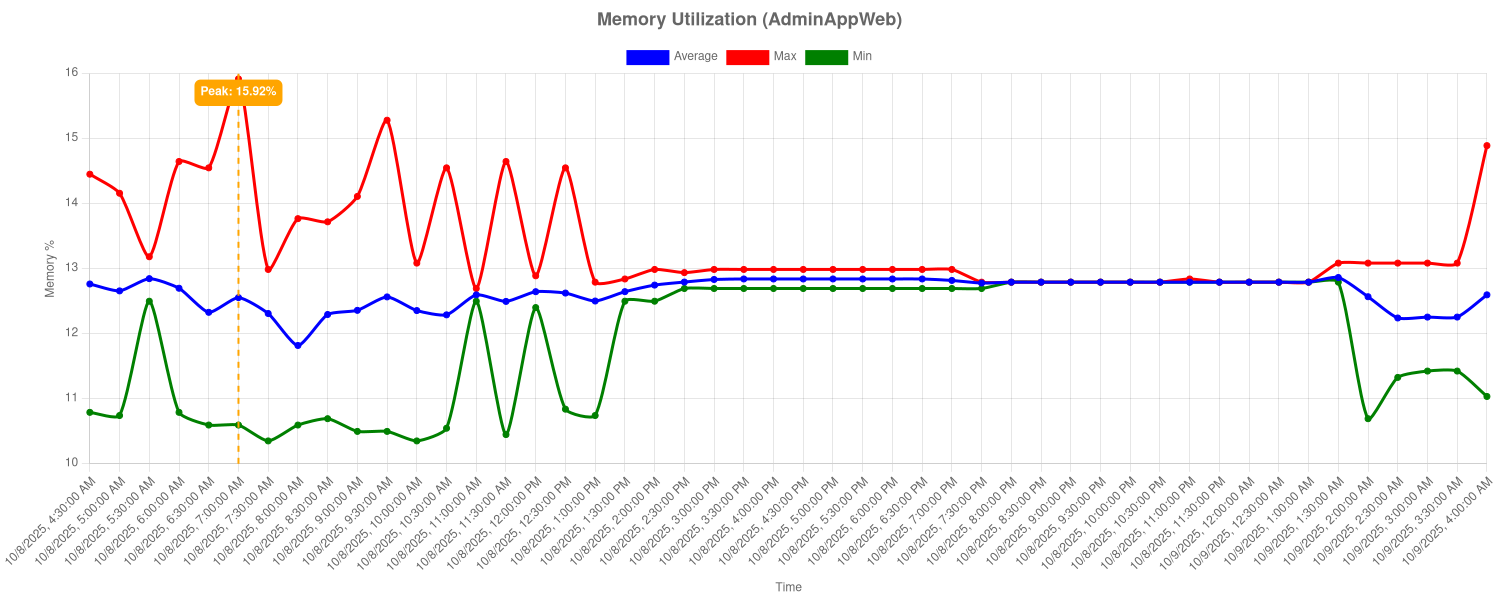 Memory Utilization (AdminAppWeb)
Average Max Min
Peak: 15.92%
16
15
14
13
12
11
10
Memory %
10/8/2025, 4:30:00 AM
10/8/2025, 5:00:00 AM
10/8/2025, 5:30:00 AM
10/8/2025, 6:00:00 AM
10/8/2025, 6:30:00 AM
10/8/2025, 7:00:00 AM
10/8/2025, 7:30:00 AM
10/8/2025, 8:00:00 AM
10/8/2025, 8:30:00 AM
10/8/2025, 9:00:00 AM
10/8/2025, 9:30:00 AM
10/8/2025, 10:00:00 AM
10/8/2025, 10:30:00 AM
10/8/2025, 11:00:00 AM
10/8/2025, 11:30:00 AM
10/8/2025, 12:00:00 PM
10/8/2025, 12:30:00 PM
10/8/2025, 1:00:00 PM
10/8/2025, 1:30:00 PM
10/8/2025, 2:00:00 PM
10/8/2025, 2:30:00 PM
10/8/2025, 3:00:00 PM
10/8/2025, 3:30:00 PM
10/8/2025, 4:00:00 PM
10/8/2025, 4:30:00 PM
10/8/2025, 5:00:00 PM
10/8/2025, 5:30:00 PM
10/8/2025, 6:00:00 PM
10/8/2025, 6:30:00 PM
10/8/2025, 7:00:00 PM
10/8/2025, 7:30:00 PM
10/8/2025, 8:00:00 PM
10/8/2025, 8:30:00 PM
10/8/2025, 9:00:00 PM
10/8/2025, 9:30:00 PM
10/8/2025, 10:00:00 PM
10/8/2025, 10:30:00 PM
10/8/2025, 11:00:00 PM
10/8/2025, 11:30:00 PM
10/9/2025, 12:00:00 AM
10/9/2025, 12:30:00 AM
10/9/2025, 1:00:00 AM
10/9/2025, 1:30:00 AM
10/9/2025, 2:00:00 AM
10/9/2025, 2:30:00 AM
10/9/2025, 3:00:00 AM
10/9/2025, 3:30:00 AM
10/9/2025, 4:00:00 AM
Time